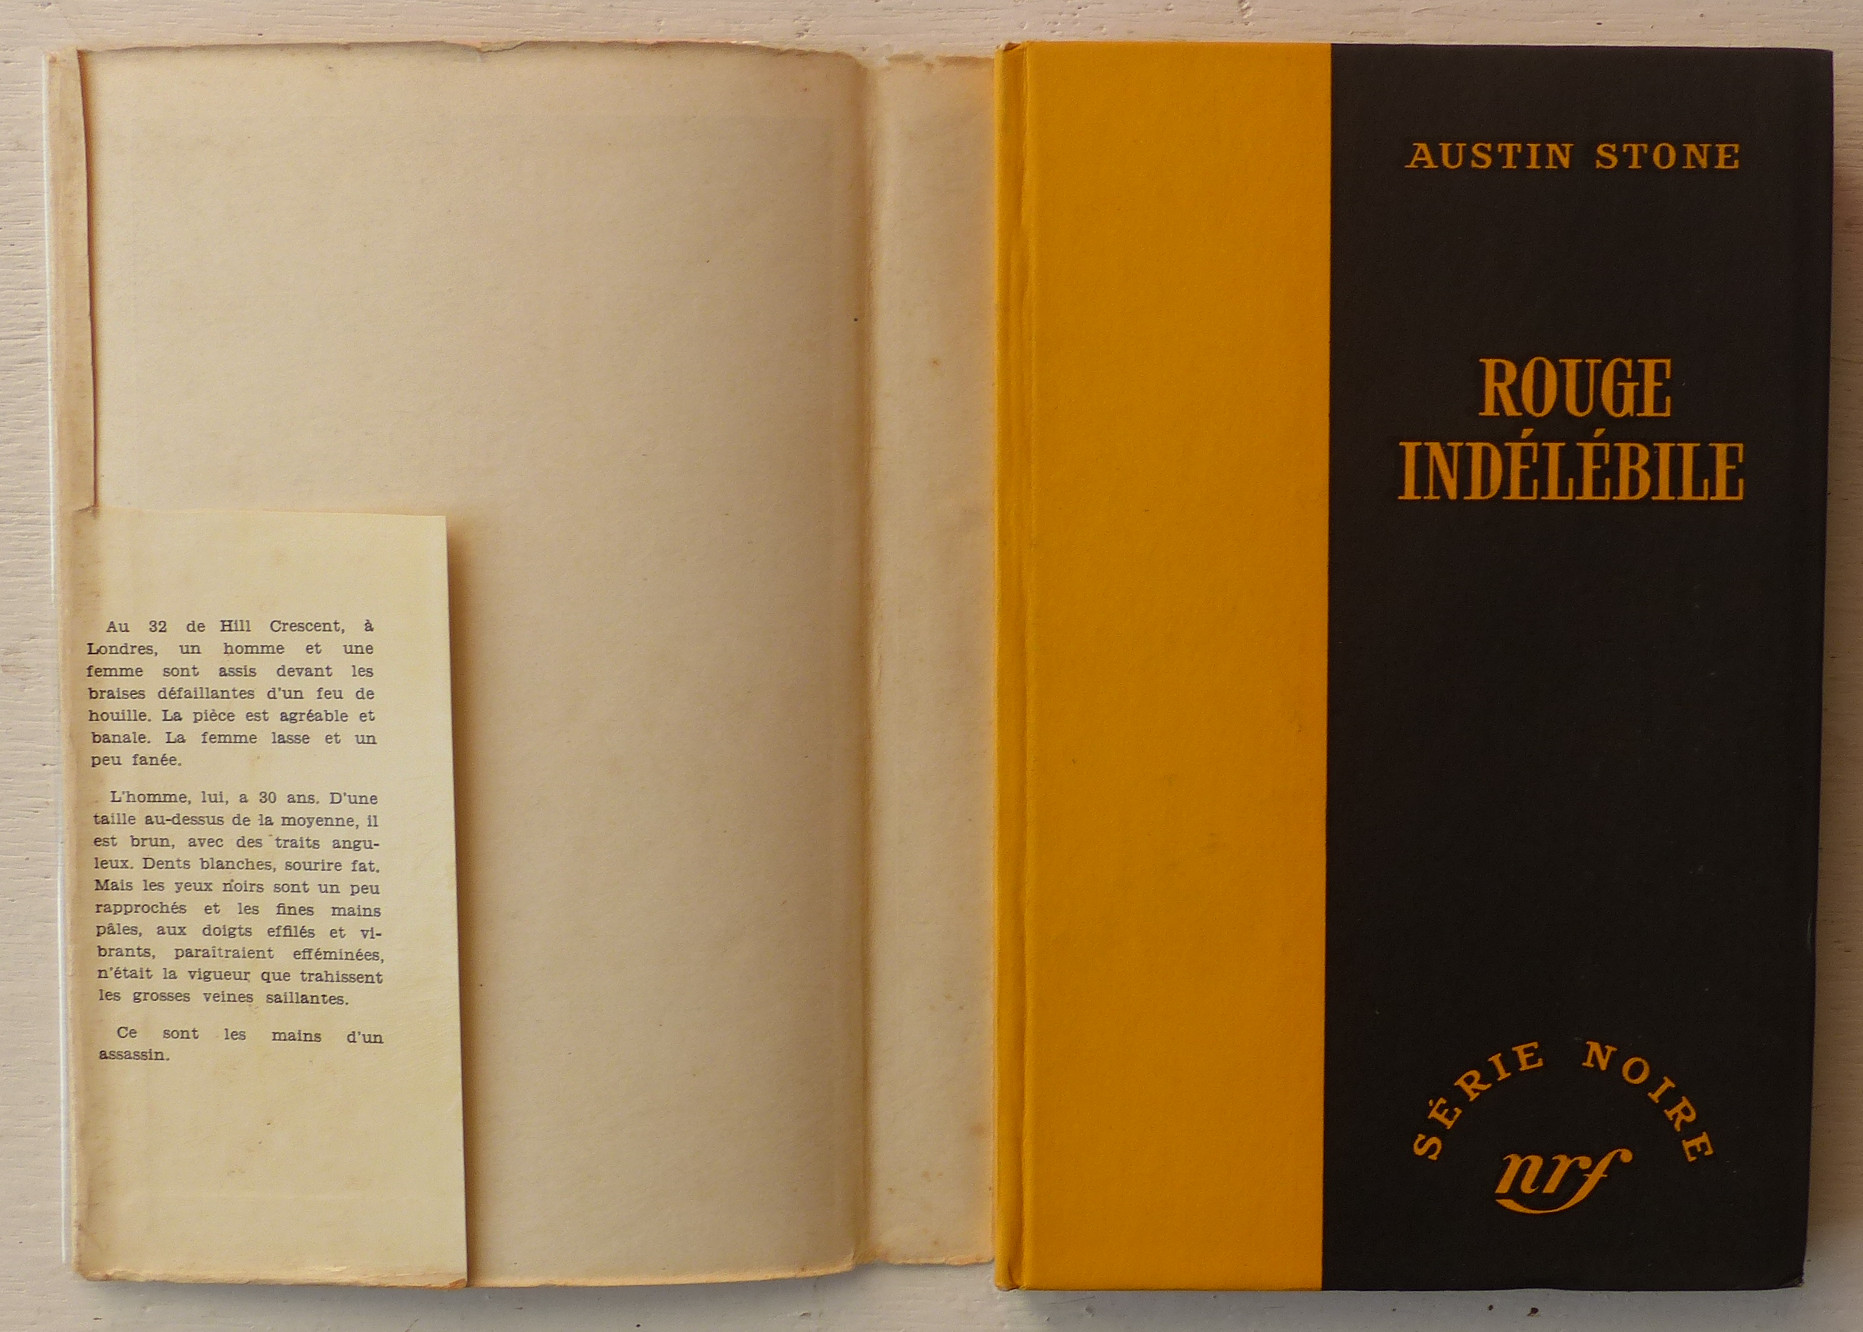 Au 32 de Hill Crescent, à
Londres, un homme et une
femme sont assis devant les
braises défaillantes d'un feu de
houille. La pièce est agréable et
banale. La femme lasse et un
peu fanée.
L'homme, lui, a 30 ans. D'une
taille au-dessus de la moyenne, il
est brun, avec des traits angu-
leux. Dents blanches, sourire fat.
Mais les yeux noirs sont un peu
rapprochés et les fines mains
pâles, aux doigts effilés et vi-
brants, paraîtraient efféminées,
n'était la vigueur que trahissent
les grosses veines saillantes.
Ce sont les mains d'un
assassin.
AUSTIN STONE
ROUGE
INDÉLÉBILE
SÉRIE NOIRE
nrf